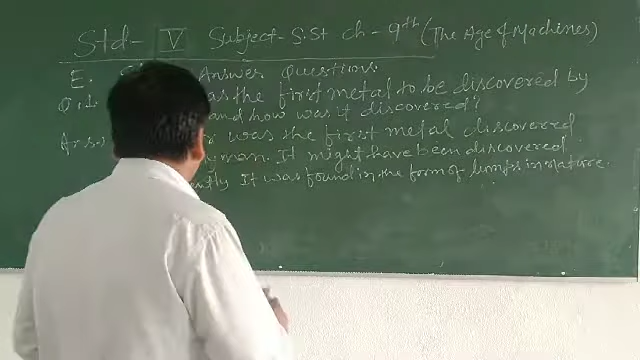 Std- V Subject- S.St ch- 9th (The Age of Machines)
E. Answer Questions.
Q.1. was the first metal to be discovered by
and how was it discovered?
Ans. was the first metal discovered
man. It might have been discovered
It was found in the form of lumps in nature.